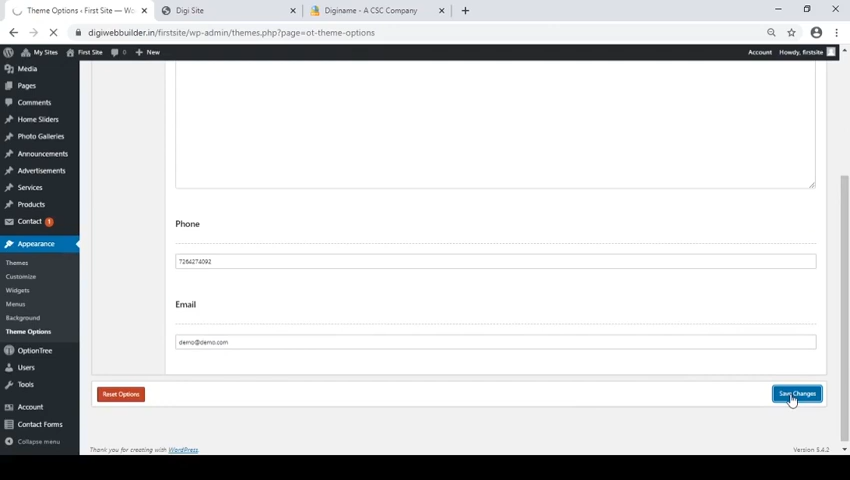 Theme Options ‹ First Site — Wo
Digi Site
Diginame - A CSC Company
digiwebbuilder.in/firstsite/wp-admin/themes.php?page=ot-theme-options
My Sites First Site 0 + New Account Howdy, firstsite
Media
Pages
Comments
Home Sliders
Photo Galleries
Announcements
Advertisements
Services
Products
Contact 1
Appearance
Themes
Customize
Widgets
Menus
Background
Theme Options
OptionTree
Users
Tools
Account
Contact Forms
Collapse menu
Phone
7264274092
Email
demo@demo.com
Reset Options
Save Changes
Thank you for creating with WordPress.
Version 5.4.2